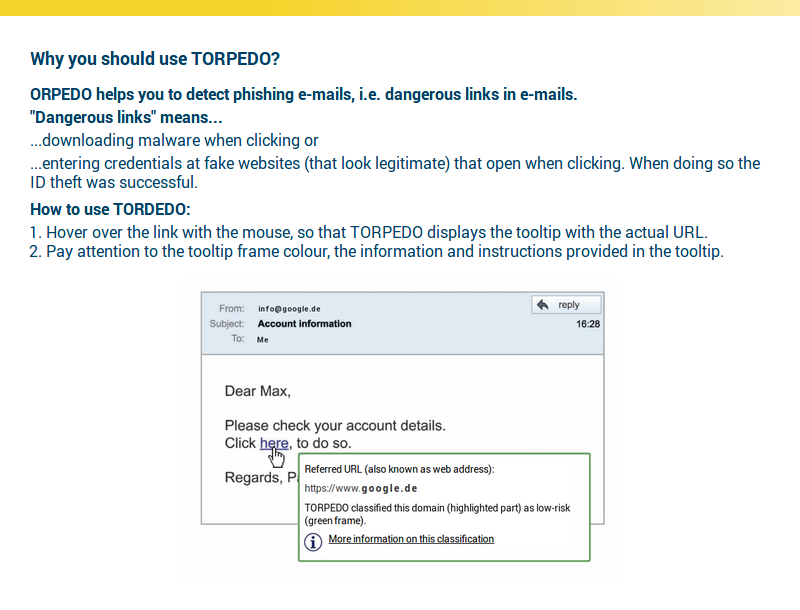 Why you should use TORPEDO?
ORPEDO helps you to detect phishing e-mails, i.e. dangerous links in e-mails.
"Dangerous links" means...
...downloading malware when clicking or
...entering credentials at fake websites (that look legitimate) that open when clicking. When doing so the
ID theft was successful.
How to use TORDEDO:
1. Hover over the link with the mouse, so that TORPEDO displays the tooltip with the actual URL.
2. Pay attention to the tooltip frame colour, the information and instructions provided in the tooltip.
From: info@google.de
reply
Subject: Account information
16:28
To: Me
Dear Max,
Please check your account details.
Click here, to do so.
Regards,
Referred URL (also known as web address):
https://www.google.de
TORPEDO classified this domain (highlighted part) as low-risk
(green frame).
More information on this classification